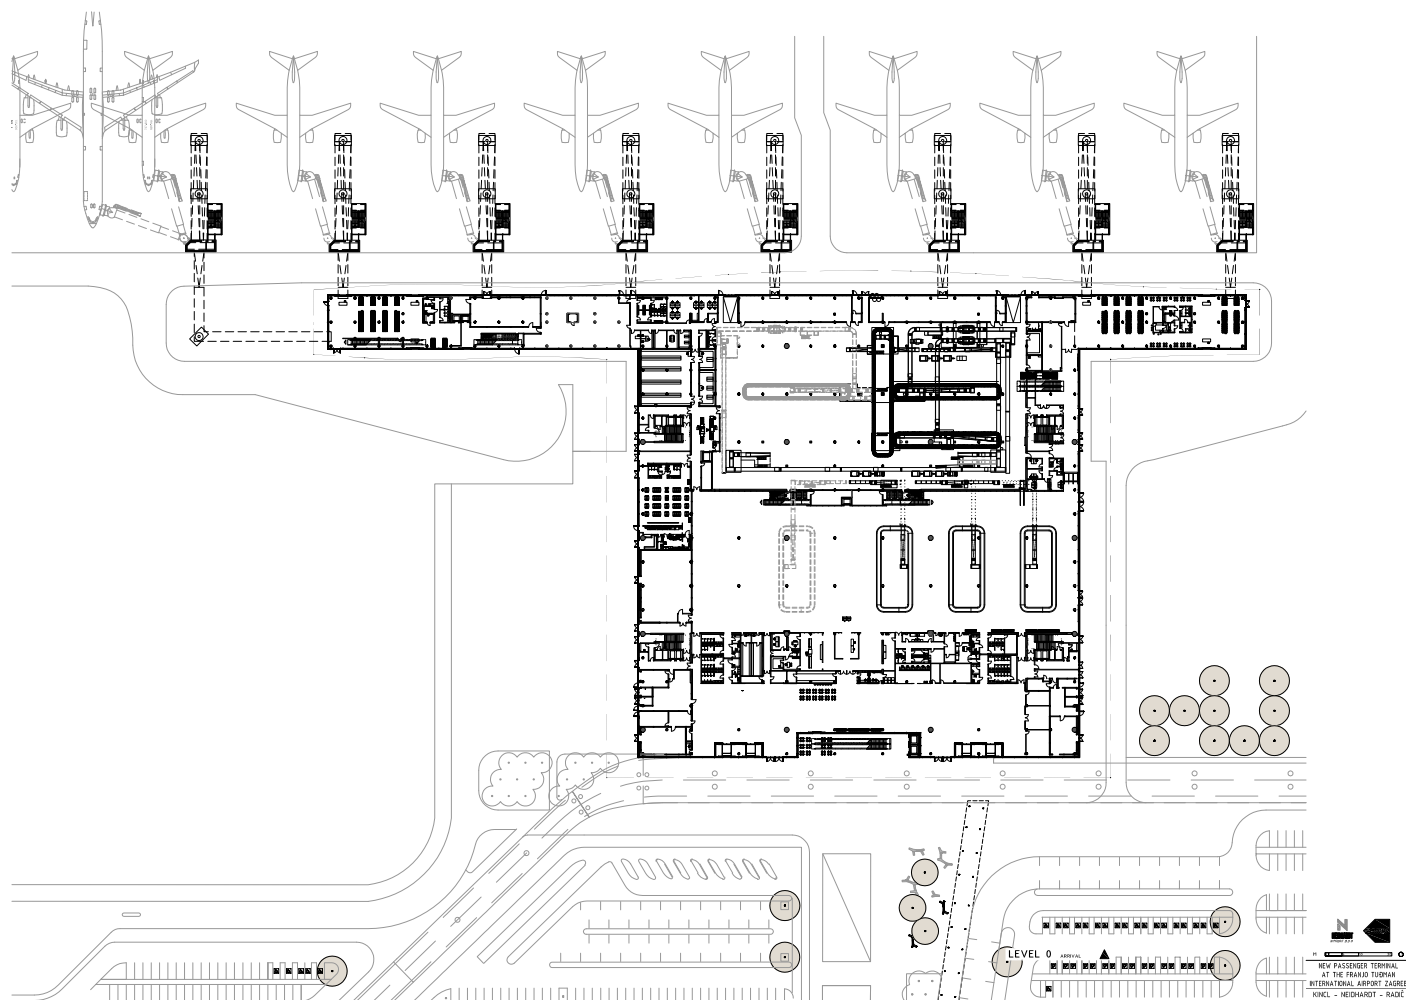 LEVEL 0 ARRIVAL
N
M
NEW PASSENGER TERMINAL
AT THE FRANJO TUĐMAN
INTERNATIONAL AIRPORT ZAGREB
KINCL - NEIDHARDT - RADIĆ